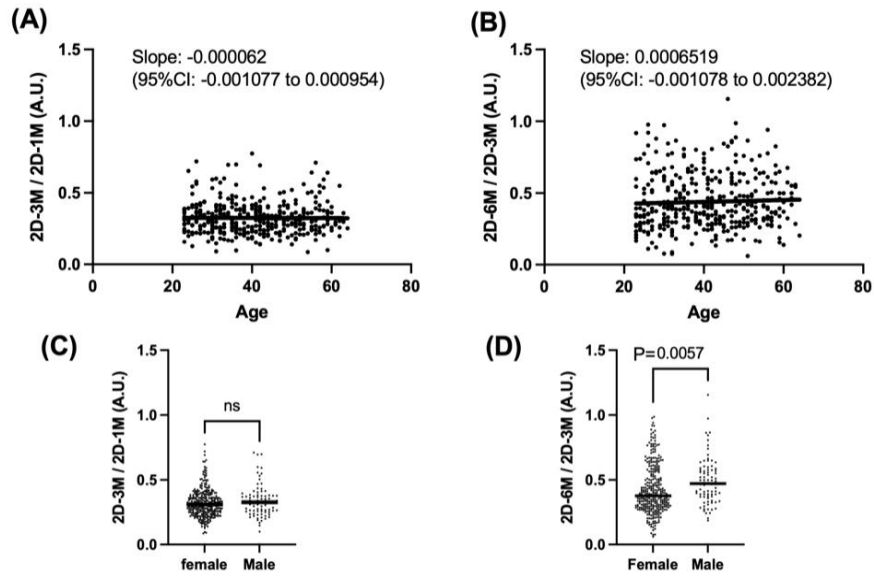 (A)
Slope: -0.000062
(95%CI: -0.001077 to 0.000954)
2D-3M / 2D-1M (A.U.)
1.5
1.0
0.5
0.0
0 20 40 60 80
Age
(B)
Slope: 0.0006519
(95%CI: -0.001078 to 0.002382)
2D-6M / 2D-3M (A.U.)
1.5
1.0
0.5
0.0
0 20 40 60 80
Age
(C)
2D-3M / 2D-1M (A.U.)
1.5
1.0
0.5
0.0
ns
female Male
(D)
2D-6M / 2D-3M (A.U.)
1.5
1.0
0.5
0.0
P=0.0057
Female Male